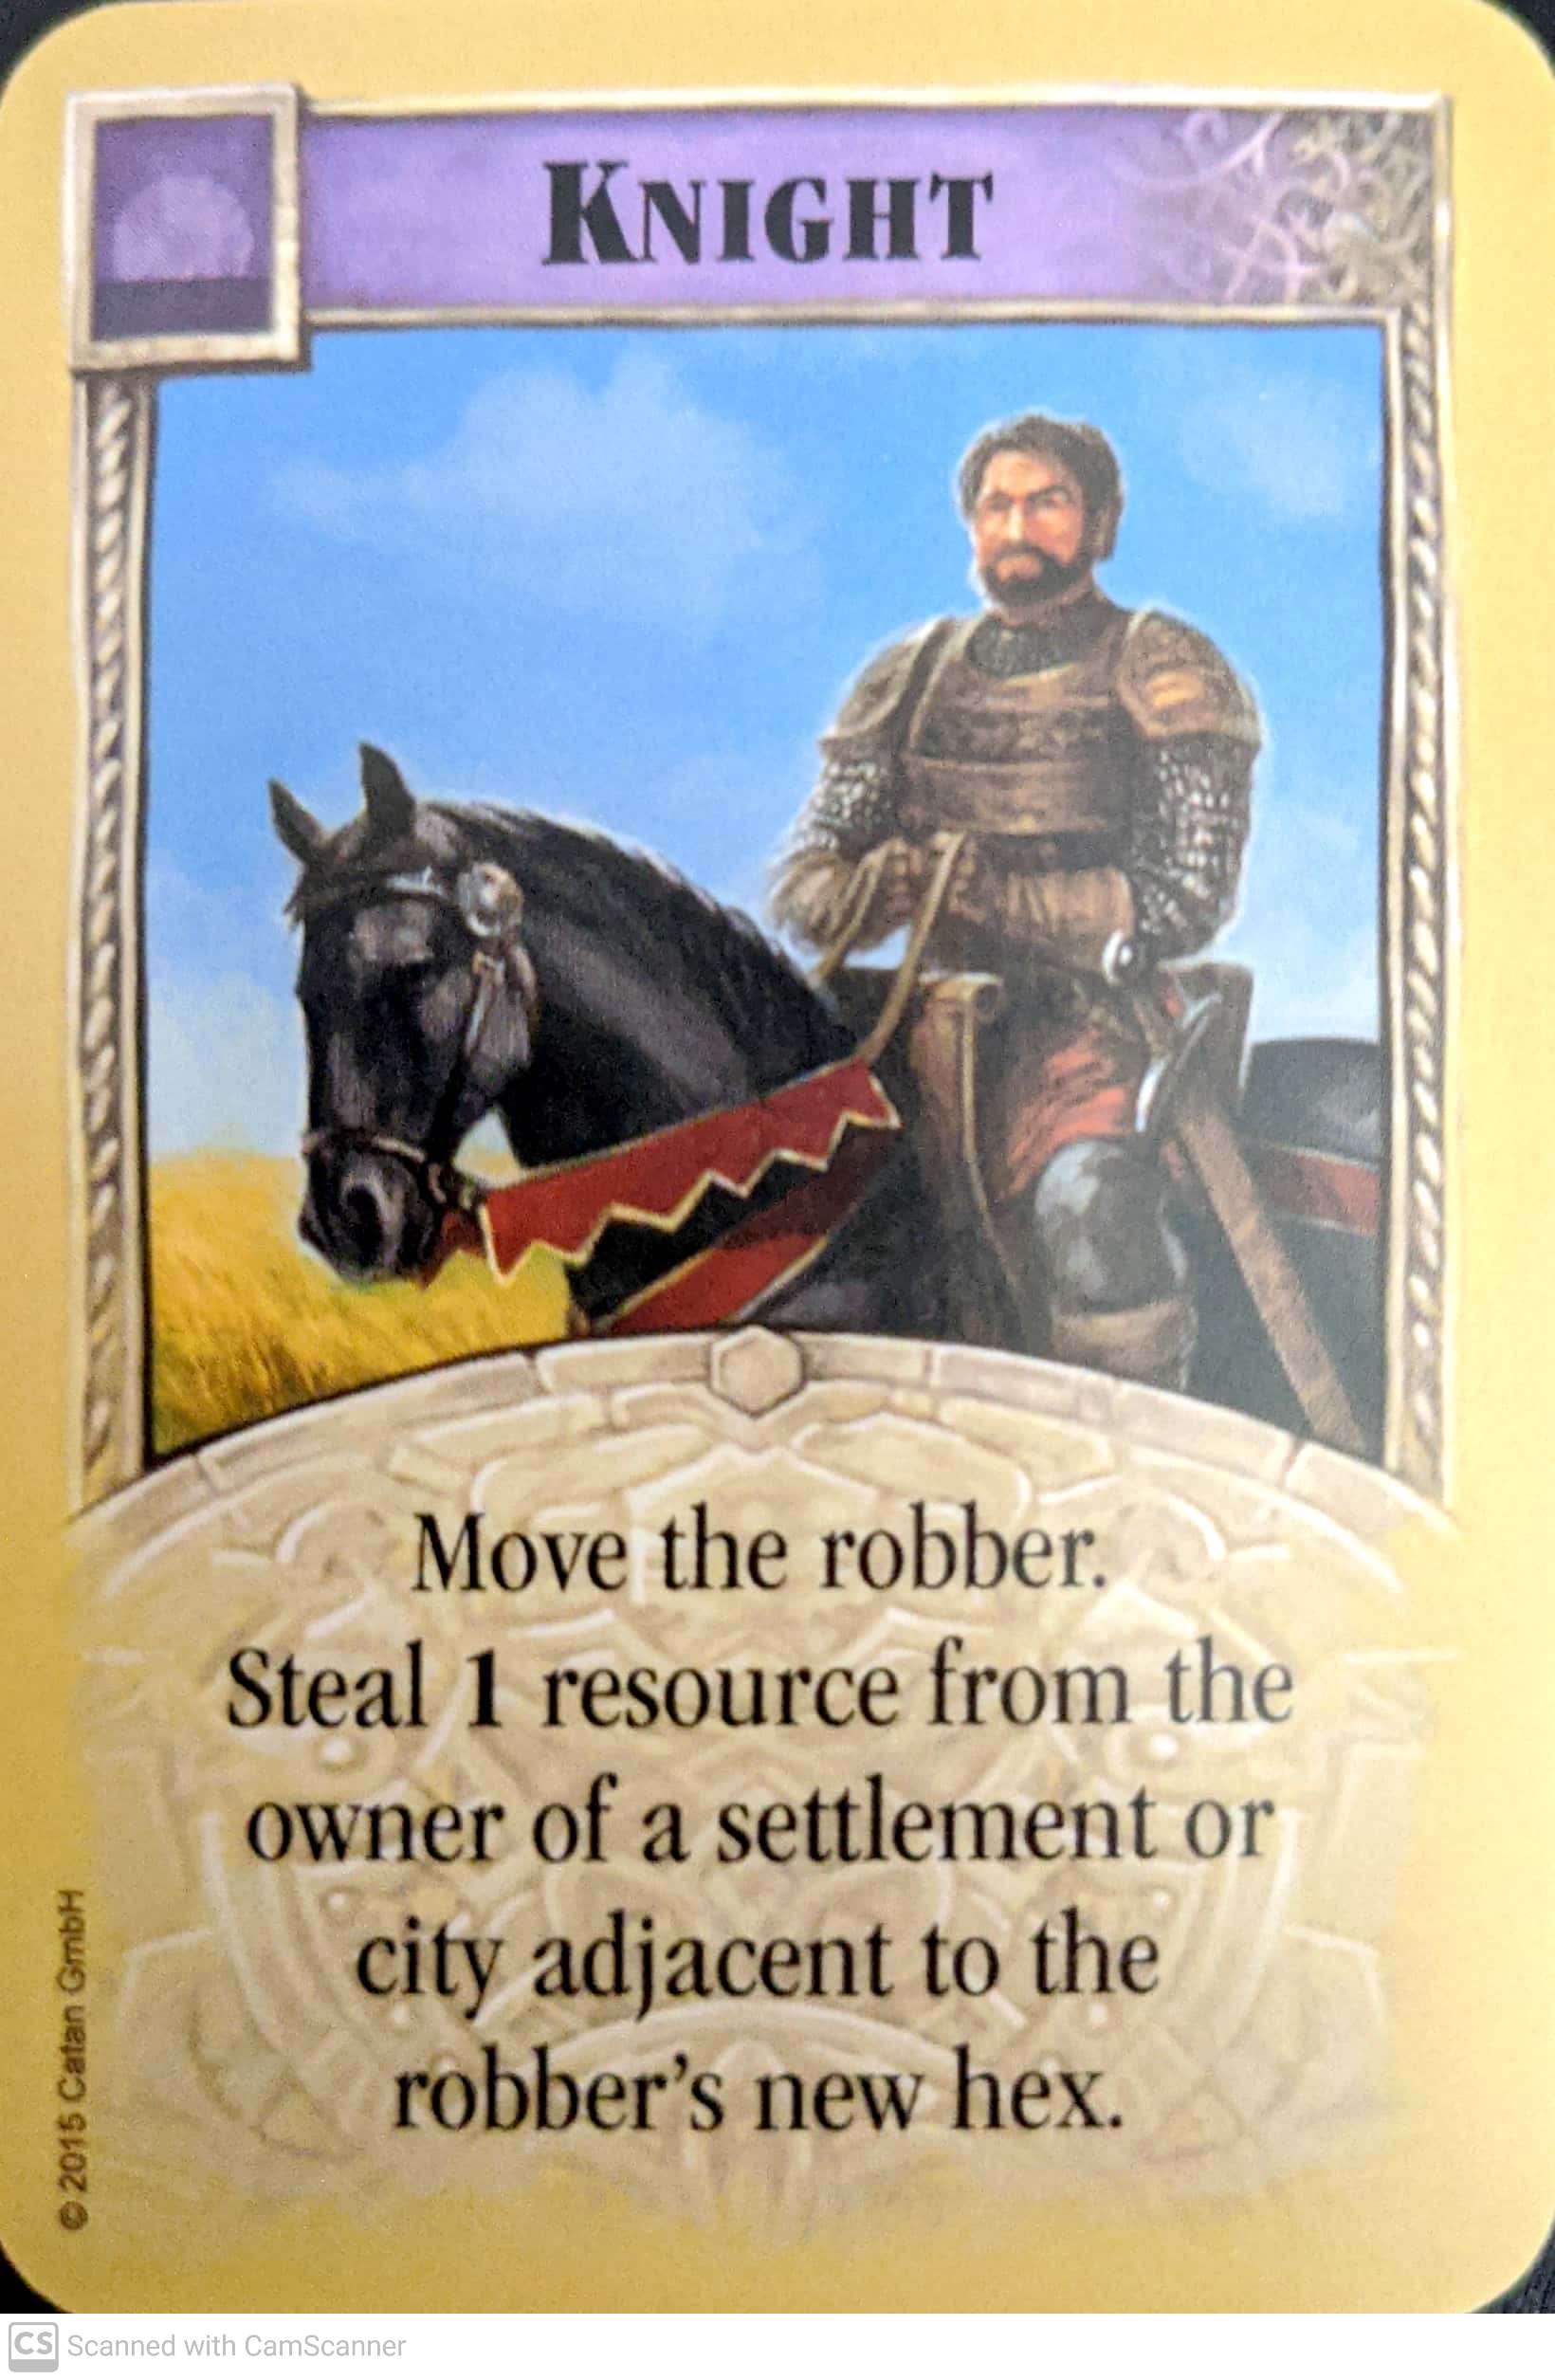 KNIGHT
Move the robber.
Steal 1 resource from the
owner of a settlement or
city adjacent to the
robber's new hex.
© 2015 Catan GmbH
CS Scanned with CamScanner